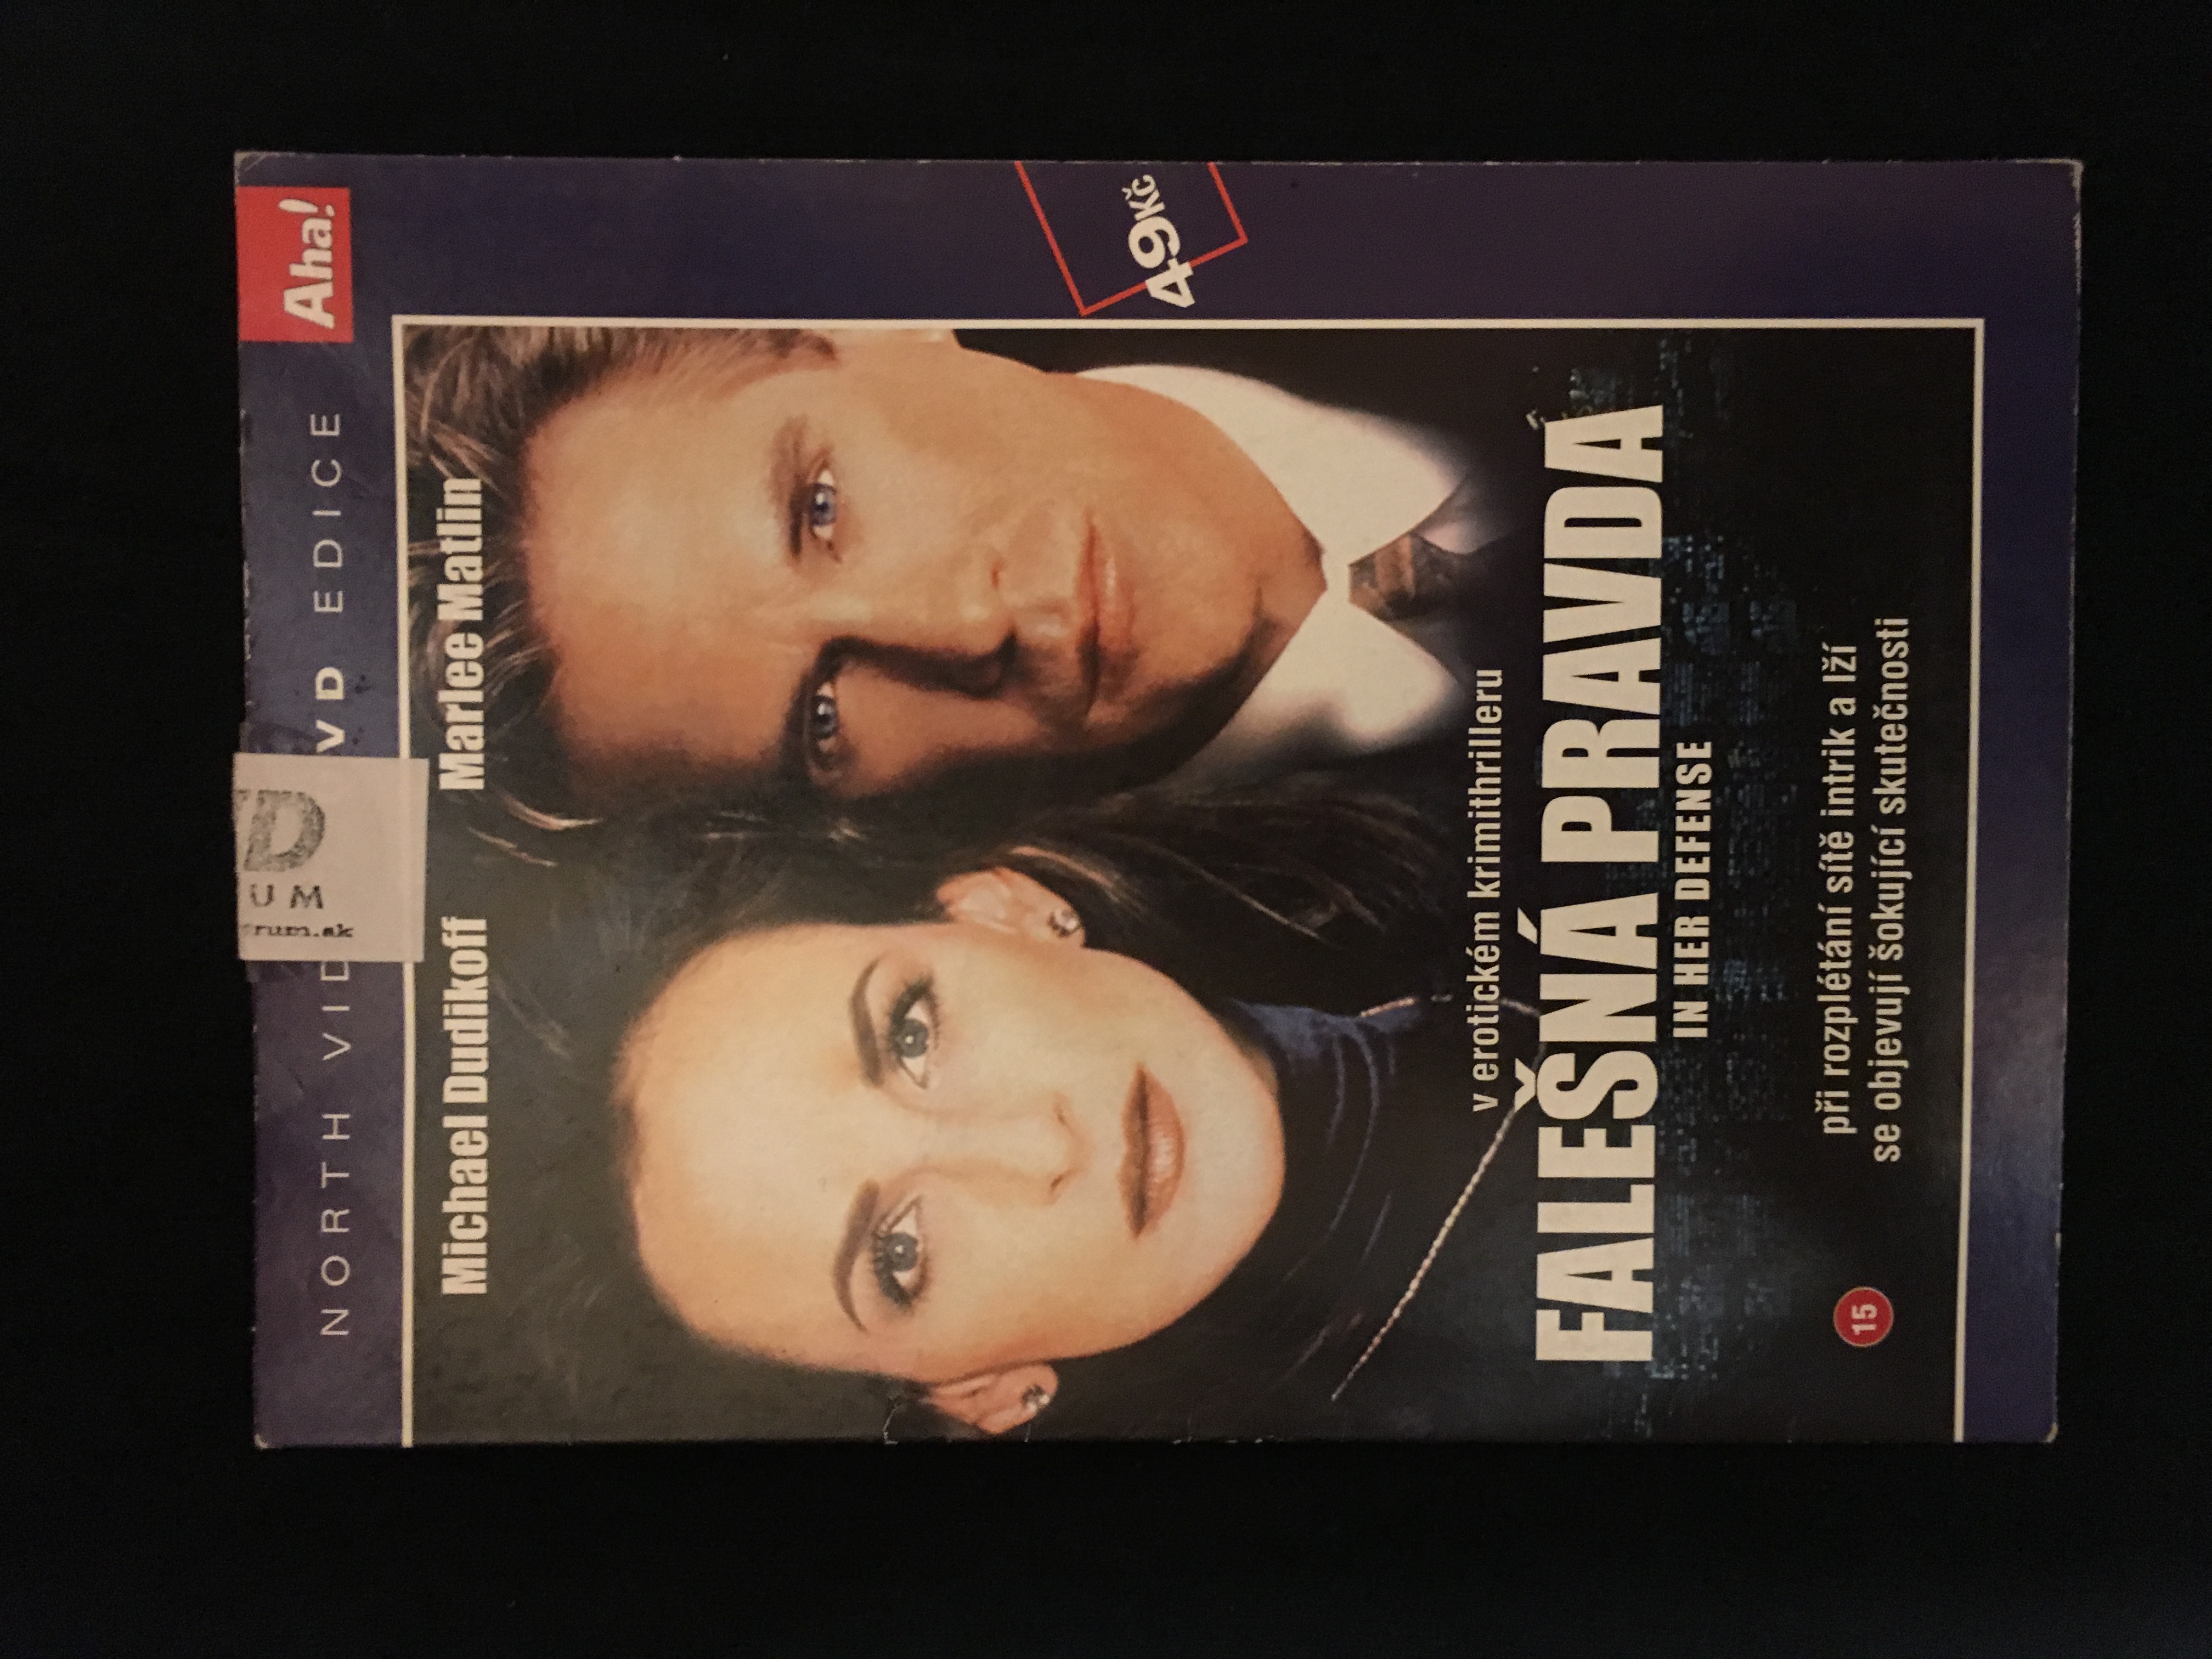 Aha!
NORTH VID VD EDICE
D
UM
rum.sk
Michael Dudikoff Marlee Matlin
49Kč
v erotickém krimithrilleru
FALEŠNÁ PRAVDA
IN HER DEFENSE
při rozplétání sítě intrik a lží
se objevují šokující skutečnosti
15